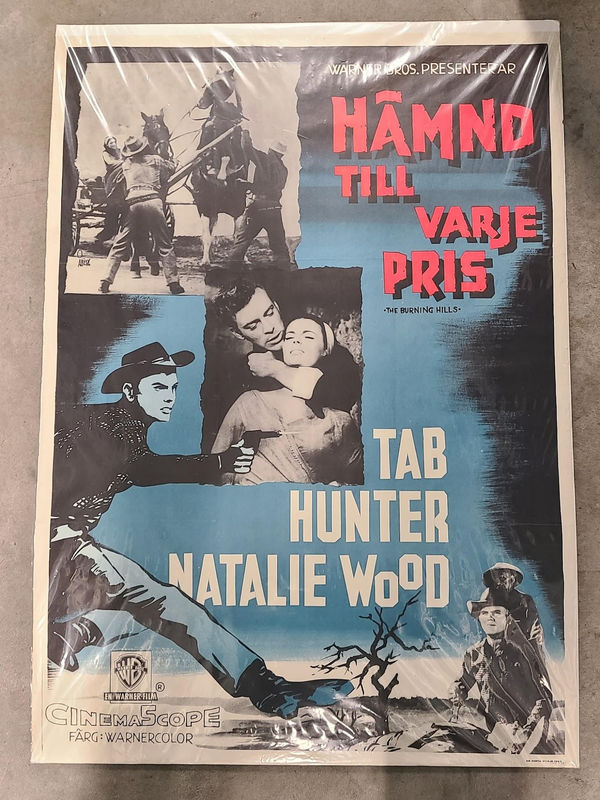 WARNER BROS. PRESENTERAR
HÄMND
TILL
VARJE
PRIS
·THE BURNING HILLS·
TAB
HUNTER
NATALIE WOOD
WB
EN WARNER-FILM
®
CINEMASCOPE
FÄRG: WARNERCOLOR